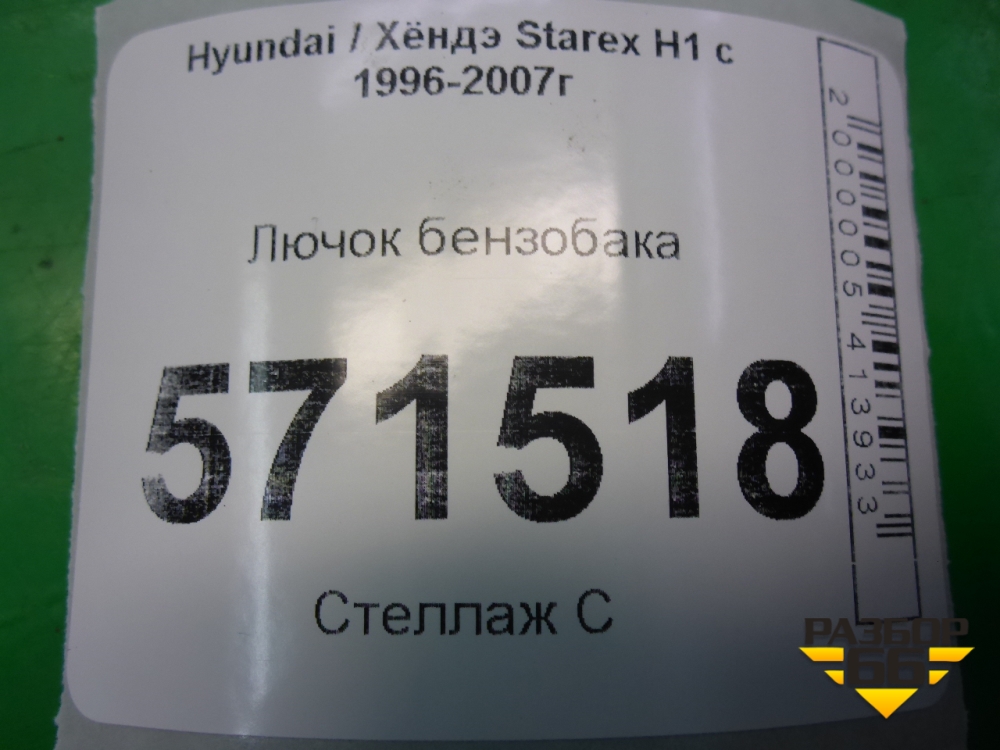 Hyundai / Хёндэ Starex H1 с
1996-2007г
Лючок бензобака
571518
Стеллаж С
2000005413933
РАЗБОР
66